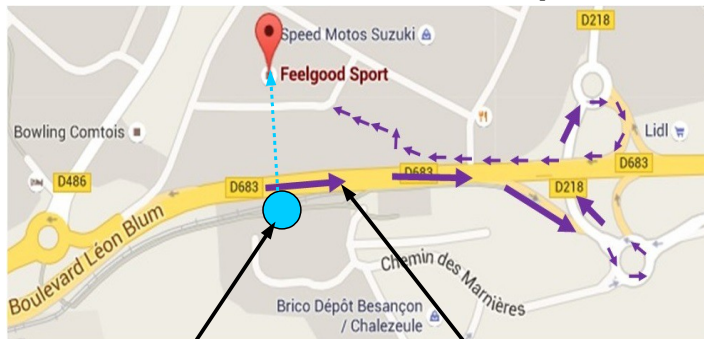 D218
Speed Motos Suzuki
Feelgood Sport
Bowling Comtois
Lidl
D683
D683
D486
D683
D218
Boulevard Léon Blum
Chemin des Marnières
Brico Dépôt Besançon
/ Chalezeule